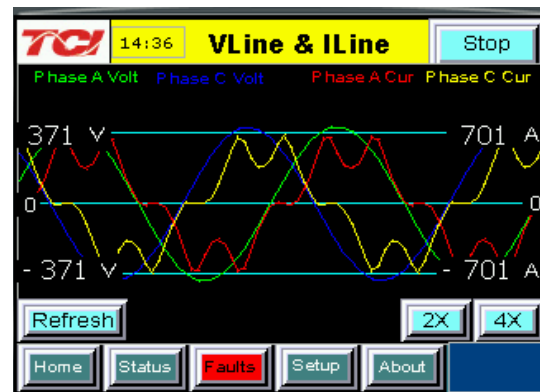 TCI 14:36 VLine & ILine Stop
Phase A Volt Phase C Volt Phase A Cur Phase C Cur
371 V 701 A
0 0
- 371 V - 701 A
Refresh 2X 4X
Home Status Faults Setup About